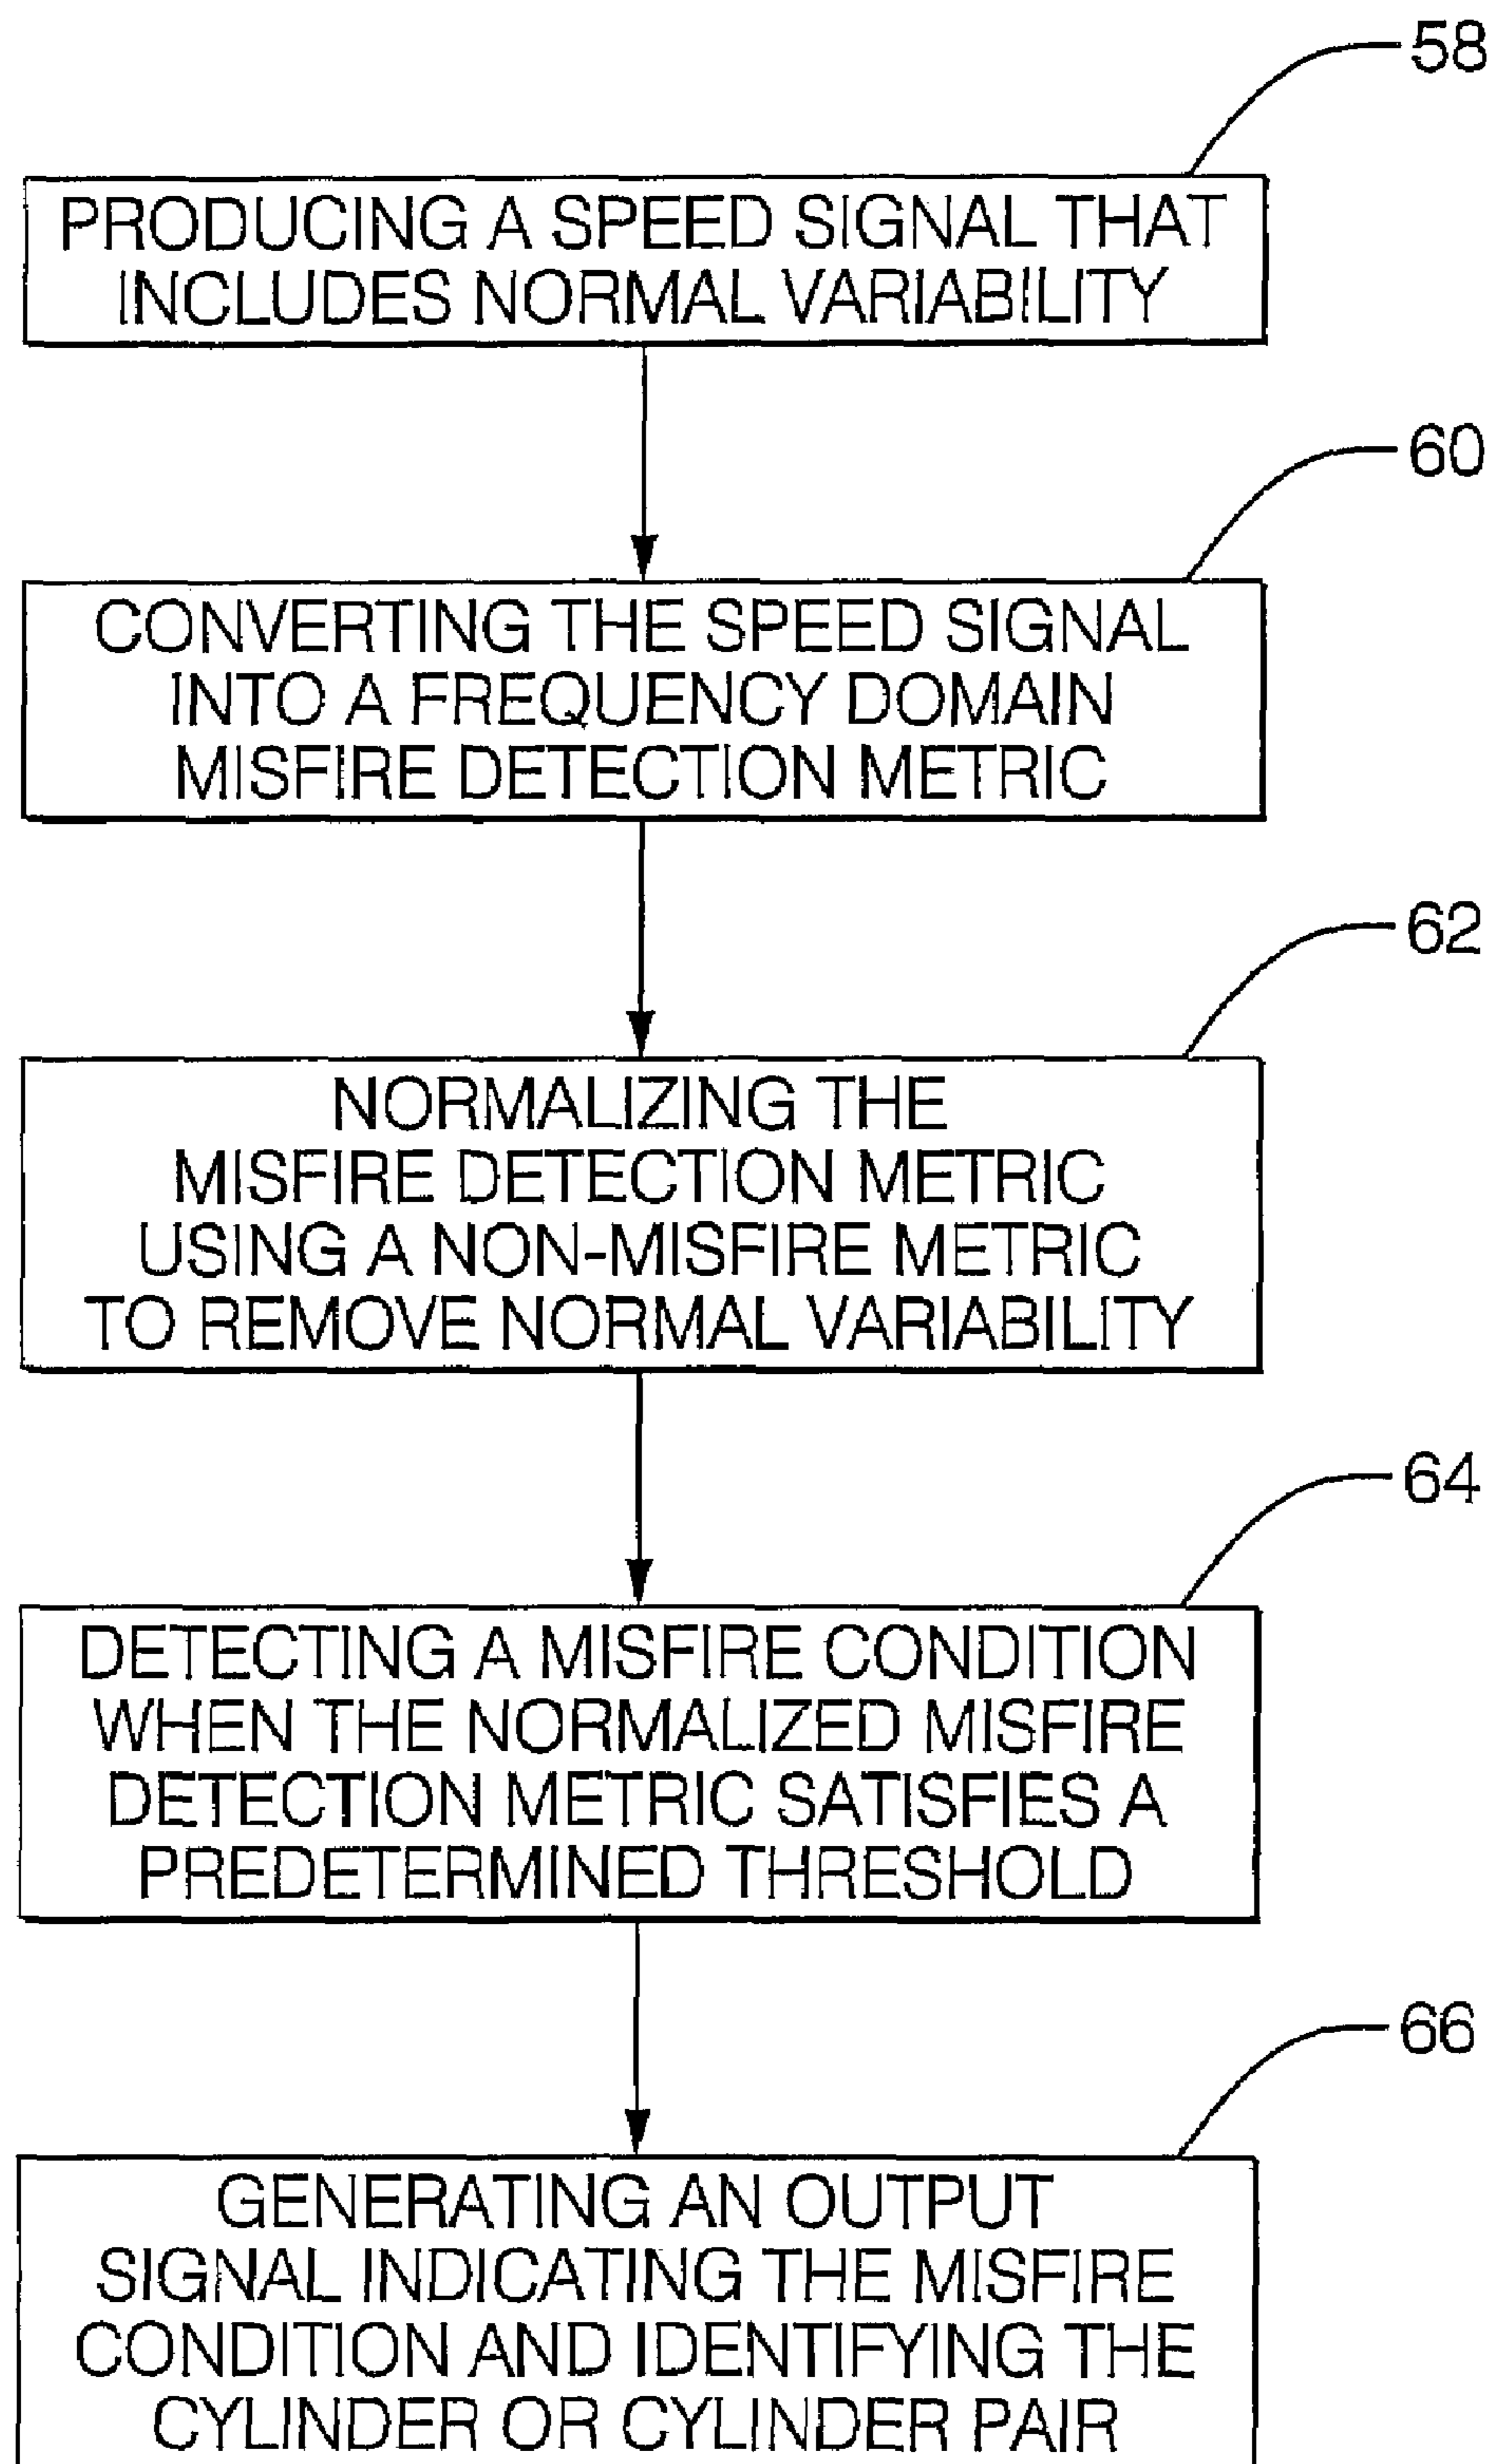 58
PRODUCING A SPEED SIGNAL THAT
INCLUDES NORMAL VARIABILITY
60
CONVERTING THE SPEED SIGNAL
INTO A FREQUENCY DOMAIN
MISFIRE DETECTION METRIC
62
NORMALIZING THE
MISFIRE DETECTION METRIC
USING A NON-MISFIRE METRIC
TO REMOVE NORMAL VARIABILITY
64
DETECTING A MISFIRE CONDITION
WHEN THE NORMALIZED MISFIRE
DETECTION METRIC SATISFIES A
PREDETERMINED THRESHOLD
66
GENERATING AN OUTPUT
SIGNAL INDICATING THE MISFIRE
CONDITION AND IDENTIFYING THE
CYLINDER OR CYLINDER PAIR